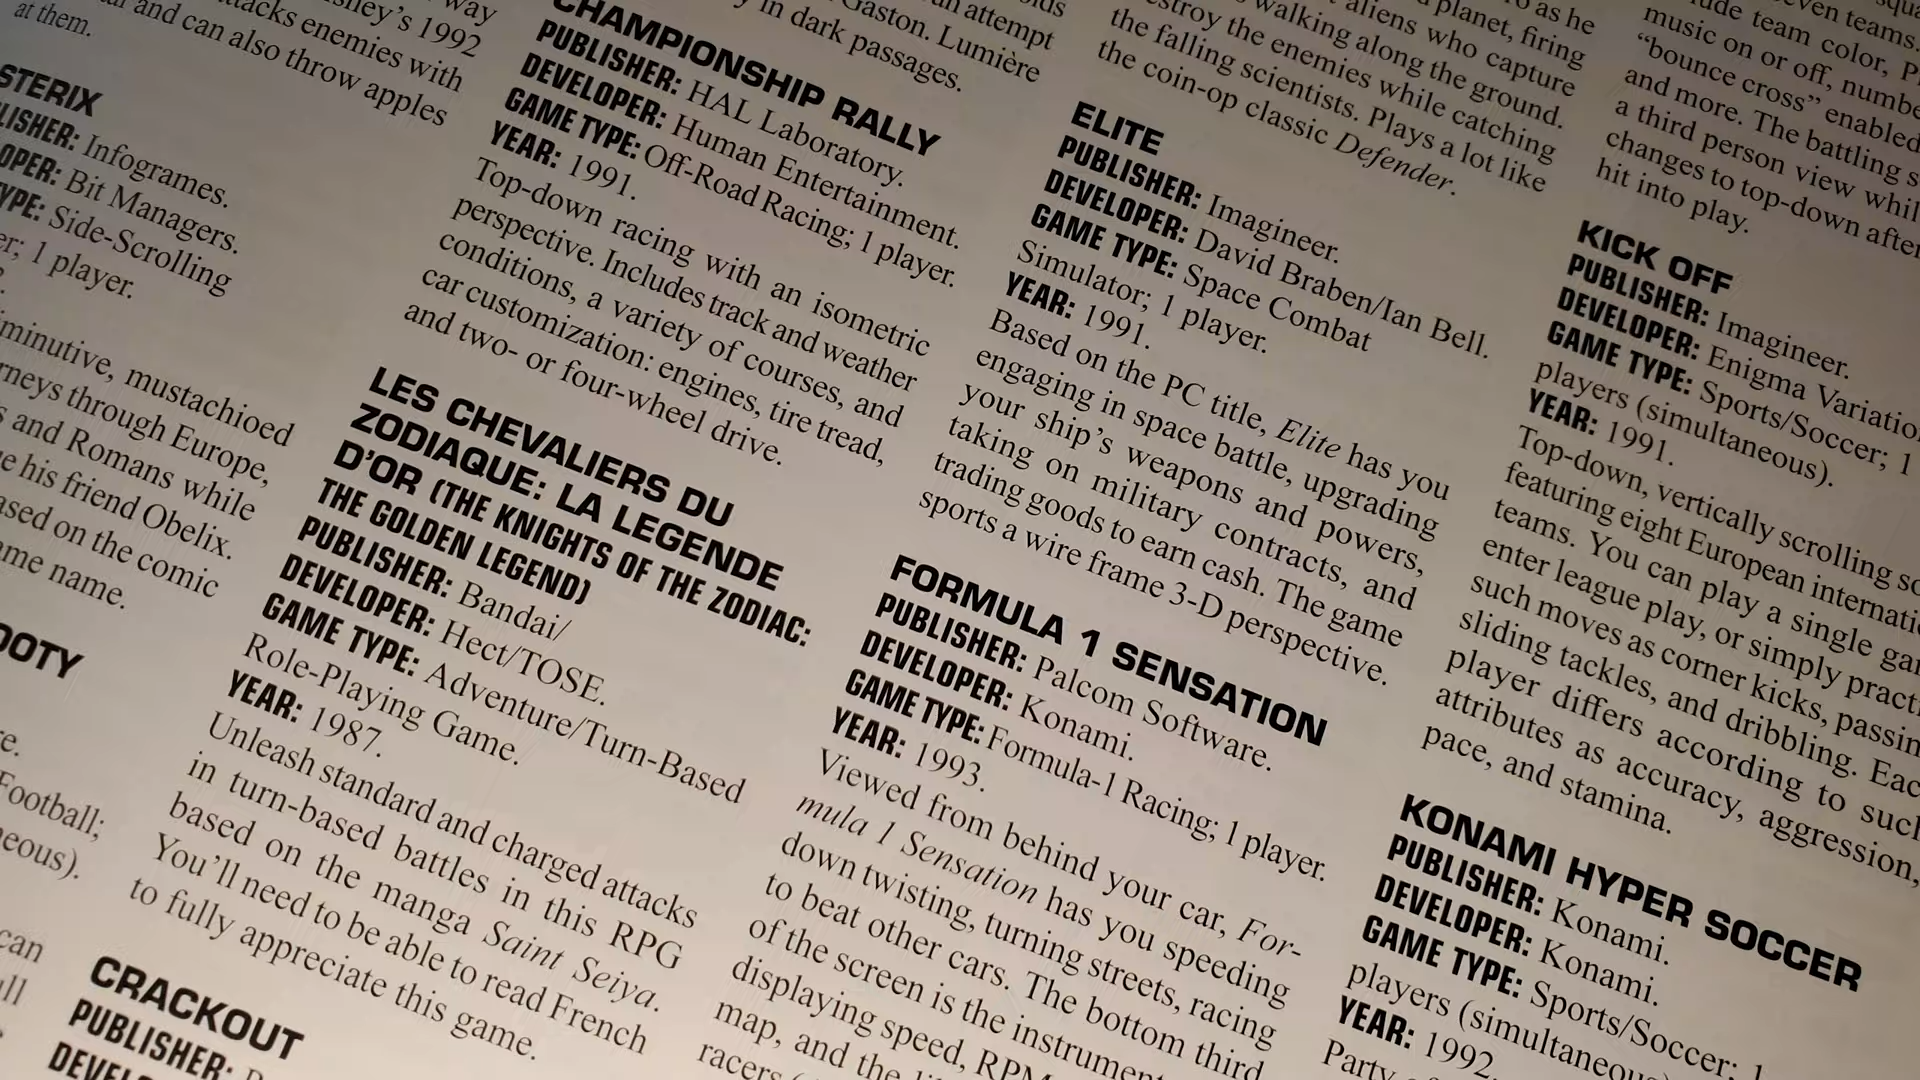 way
ney's 1992
attacks enemies with
and can also throw apples
at them.
STERIX
LISHER: Infogrames.
OPER: Bit Managers.
YPE: Side-Scrolling
er; 1 player.
minutive, mustachioed
rneys through Europe,
s and Romans while
e his friend Obelix.
ased on the comic
ame name.
OOTY
Football;
eous).
can
in dark passages.
CHAMPIONSHIP RALLY
PUBLISHER: HAL Laboratory.
DEVELOPER: Human Entertainment.
GAME TYPE: Off-Road Racing; 1 player.
YEAR: 1991.
Top-down racing with an isometric
perspective. Includes track and weather
conditions, a variety of courses, and
car customization: engines, tire tread,
and two- or four-wheel drive.
LES CHEVALIERS DU
ZODIAQUE: LA LEGENDE
D'OR (THE KNIGHTS OF THE ZODIAC:
THE GOLDEN LEGEND)
PUBLISHER: Bandai/
DEVELOPER: Hect/TOSE.
GAME TYPE: Adventure/Turn-Based
Role-Playing Game.
YEAR: 1987.
Unleash standard and charged attacks
in turn-based battles in this RPG
based on the manga Saint Seiya.
You'll need to be able to read French
to fully appreciate this game.
CRACKOUT
PUBLISHER:
DEVEL
attempt
Gaston. Lumière
planet, firing
aliens who capture
walking along the ground.
stroy the enemies while catching
the falling scientists. Plays a lot like
the coin-op classic Defender.
ELITE
PUBLISHER: Imagineer.
DEVELOPER: David Braben/Ian Bell.
GAME TYPE: Space Combat
Simulator; 1 player.
YEAR: 1991.
Based on the PC title, Elite has you
engaging in space battle, upgrading
your ship's weapons and powers,
taking on military contracts, and
trading goods to earn cash. The game
sports a wire frame 3-D perspective.
FORMULA 1 SENSATION
PUBLISHER: Palcom Software.
DEVELOPER: Konami.
GAME TYPE: Formula-1 Racing; 1 player.
YEAR: 1993.
Viewed from behind your car, For-
mula 1 Sensation has you speeding
down twisting, turning streets, racing
to beat other cars. The bottom third
of the screen is the instrument
displaying speed, RPM
map, and the
racers
even teams.
ude team color,
music on or off, numbe
"bounce cross" enabled
and more. The battling s
a third person view whil
changes to top-down after
hit into play.
KICK OFF
PUBLISHER: Imagineer.
DEVELOPER: Enigma Variatio
GAME TYPE: Sports/Soccer; 1
players (simultaneous).
YEAR: 1991.
Top-down, vertically scrolling so
featuring eight European internati
teams. You can play a single ga
enter league play, or simply practi
such moves as corner kicks, passin
sliding tackles, and dribbling. Eac
player differs according to such
attributes as accuracy, aggression,
pace, and stamina.
KONAMI HYPER SOCCER
PUBLISHER: Konami.
DEVELOPER: Konami.
GAME TYPE: Sports/Soccer; 1
players (simultaneous
YEAR: 1992.
Party